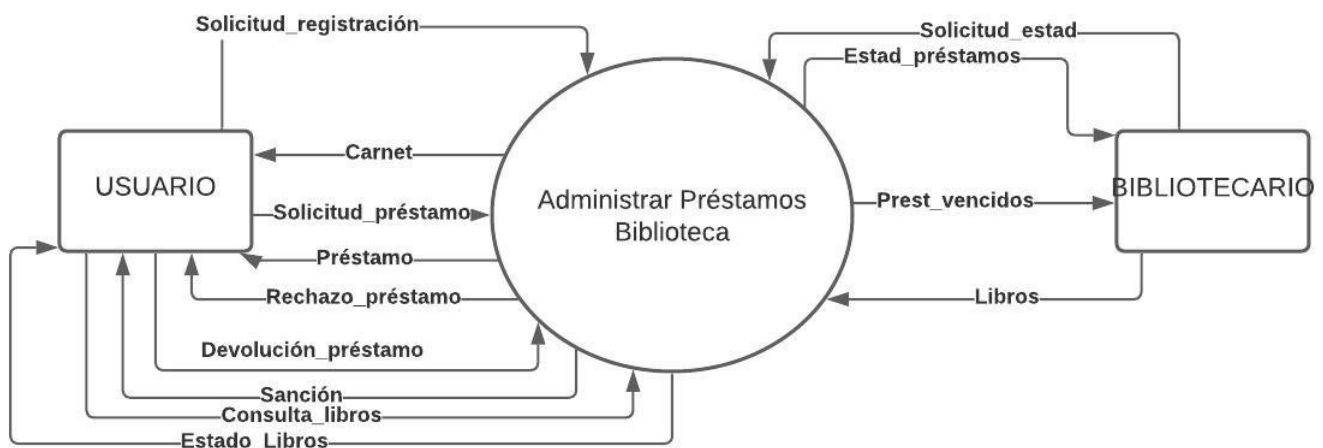 Solicitud_registración
Solicitud_estad
Estad_préstamos
Carnet
USUARIO
BIBLIOTECARIO
Administrar Préstamos
Biblioteca
Solicitud_préstamo
Prest_vencidos
Préstamo
Rechazo_préstamo
Libros
Devolución_préstamo
Sanción
Consulta_libros
Estado_Libros